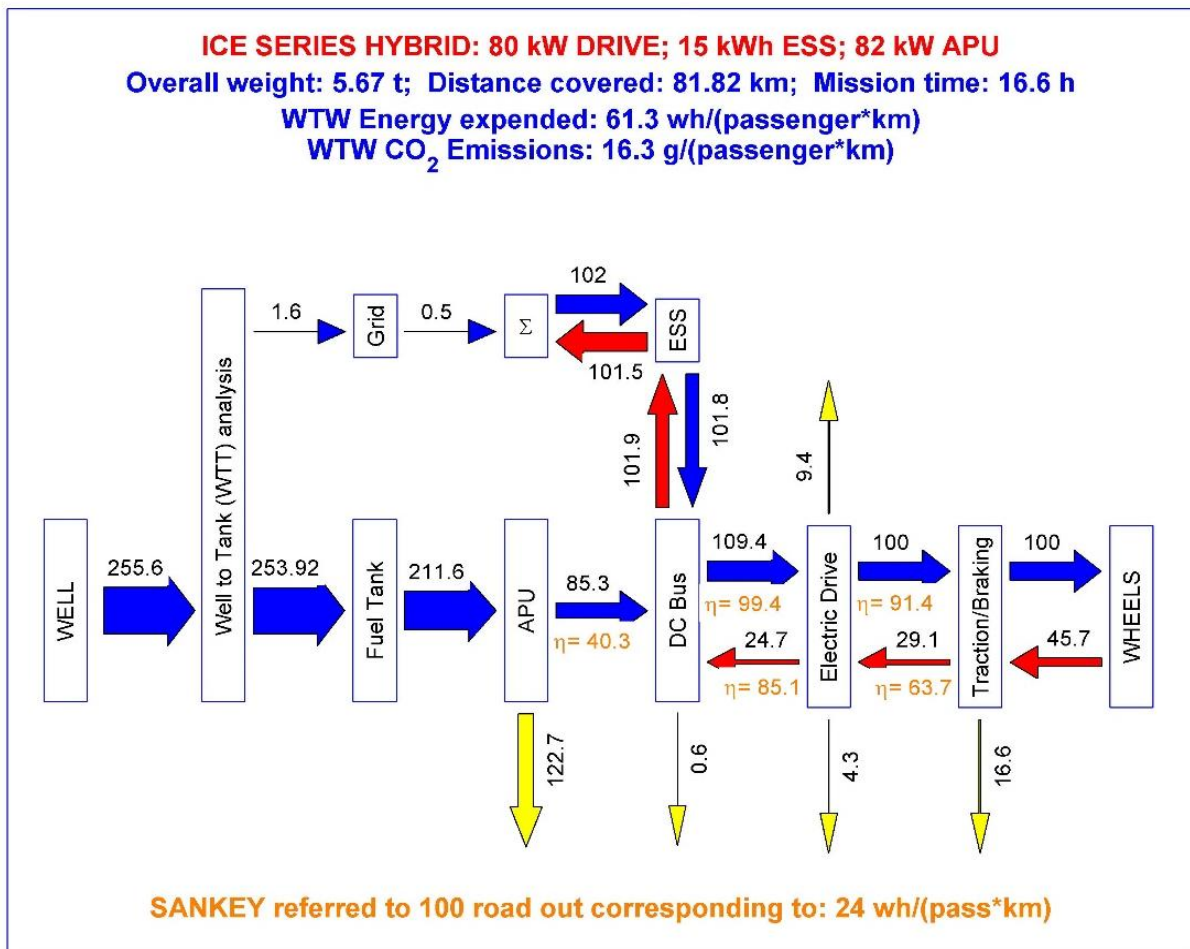 ICE SERIES HYBRID: 80 kW DRIVE; 15 kWh ESS; 82 kW APU
Overall weight: 5.67 t; Distance covered: 81.82 km; Mission time: 16.6 h
WTW Energy expended: 61.3 wh/(passenger*km)
WTW CO2 Emissions: 16.3 g/(passenger*km)
102
1.6
Grid
0.5
Σ
ESS
101.5
101.9
101.8
9.4
WELL
255.6
Well to Tank (WTT) analysis
253.92
Fuel Tank
211.6
APU
85.3
η= 40.3
DC Bus
109.4
η= 99.4
24.7
η= 85.1
Electric Drive
100
η= 91.4
29.1
η= 63.7
Traction/Braking
100
45.7
WHEELS
122.7
0.6
4.3
16.6
SANKEY referred to 100 road out corresponding to: 24 wh/(pass*km)